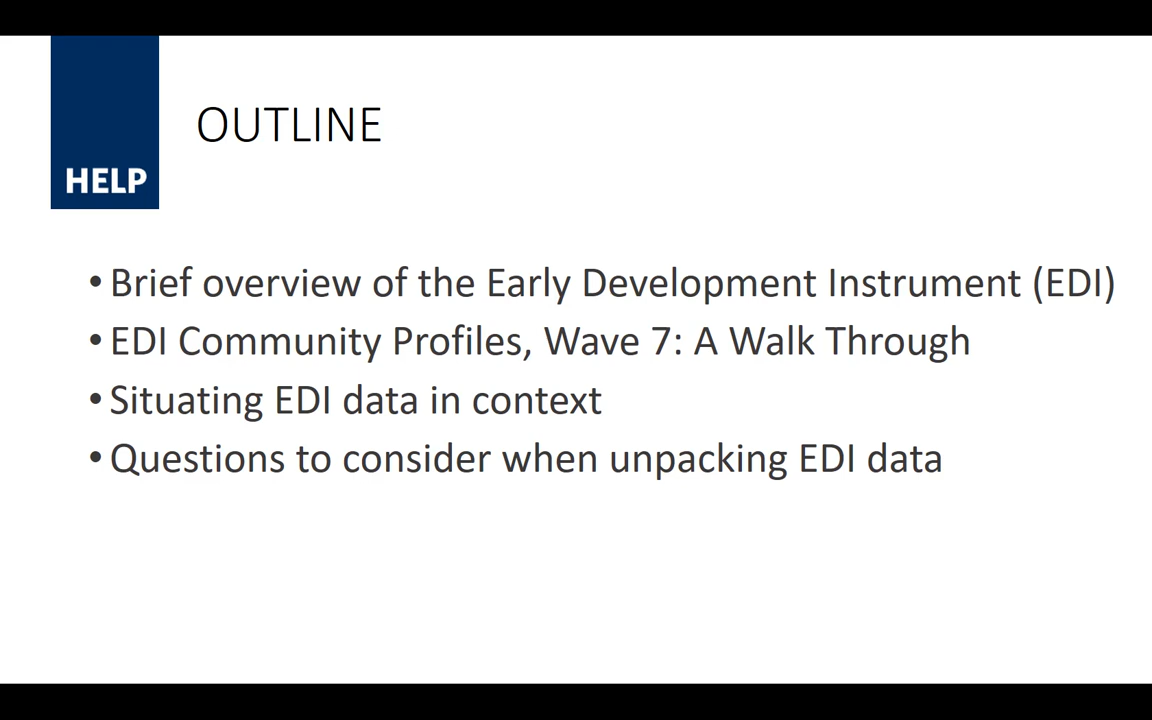 HELP
OUTLINE
• Brief overview of the Early Development Instrument (EDI)
• EDI Community Profiles, Wave 7: A Walk Through
• Situating EDI data in context
• Questions to consider when unpacking EDI data